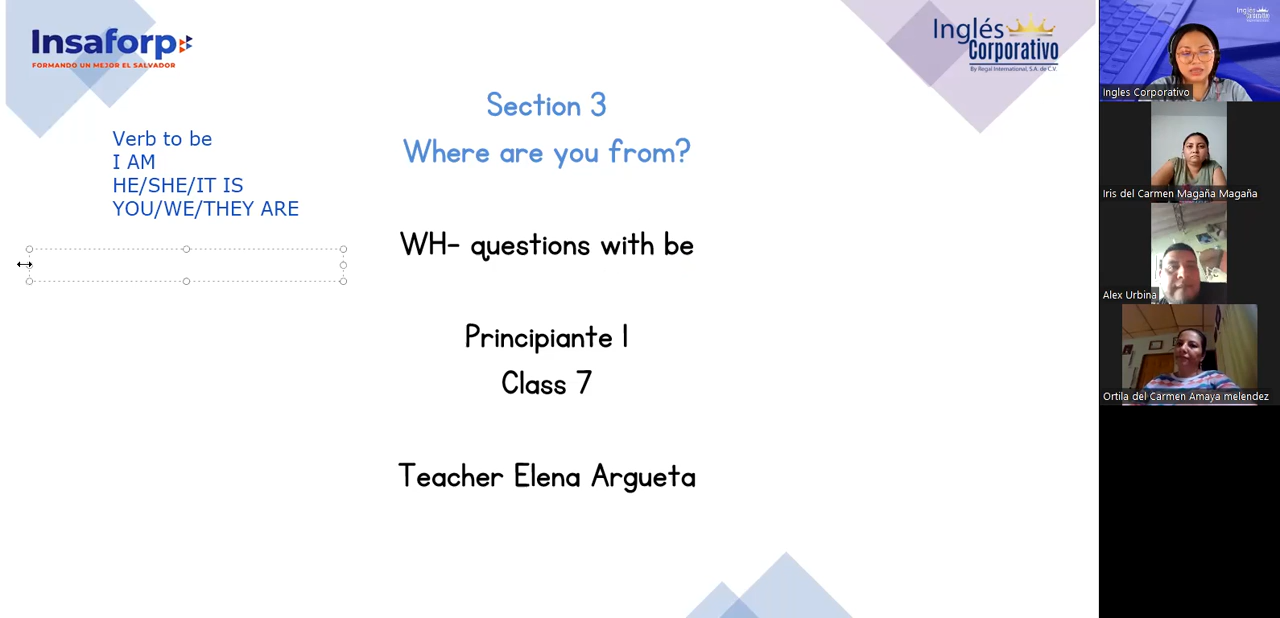 Insaforp
FORMANDO UN MEJOR EL SALVADOR
Inglés
Corporativo
By Regal International, S.A. de C.V.
Section 3
Where are you from?
Verb to be
I AM
HE/SHE/IT IS
YOU/WE/THEY ARE
WH- questions with be
Principiante I
Class 7
Teacher Elena Argueta
Inglés
Corporativo
Ingles Corporativo
Iris del Carmen Magaña Magaña
Alex Urbina
Ortila del Carmen Amaya melendez